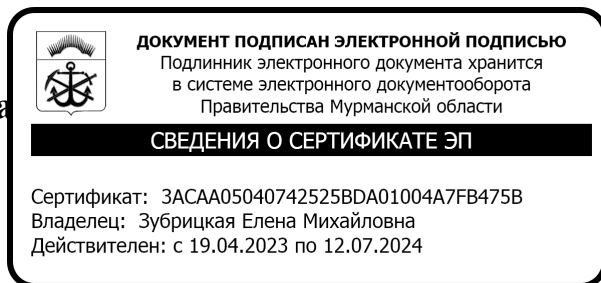 ДОКУМЕНТ ПОДПИСАН ЭЛЕКТРОННОЙ ПОДПИСЬЮ
Подлинник электронного документа хранится
в системе электронного документооборота
Правительства Мурманской области
СВЕДЕНИЯ О СЕРТИФИКАТЕ ЭП
Сертификат: 3ACAA05040742525BDA01004A7FB475B
Владелец: Зубрицкая Елена Михайловна
Действителен: с 19.04.2023 по 12.07.2024